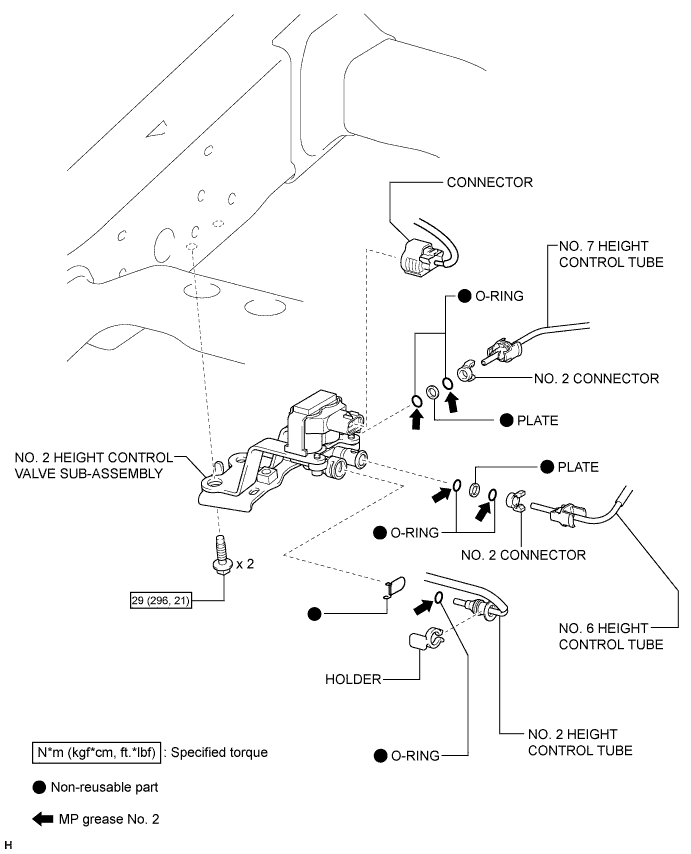 CONNECTOR
NO. 7 HEIGHT
CONTROL TUBE
O-RING
NO. 2 CONNECTOR
PLATE
NO. 2 HEIGHT CONTROL
VALVE SUB-ASSEMBLY
PLATE
O-RING
NO. 2 CONNECTOR
x 2
29 (296, 21)
NO. 6 HEIGHT
CONTROL TUBE
HOLDER
NO. 2 HEIGHT
CONTROL TUBE
O-RING
N*m (kgf*cm, ft.*lbf) : Specified torque
Non-reusable part
MP grease No. 2
H